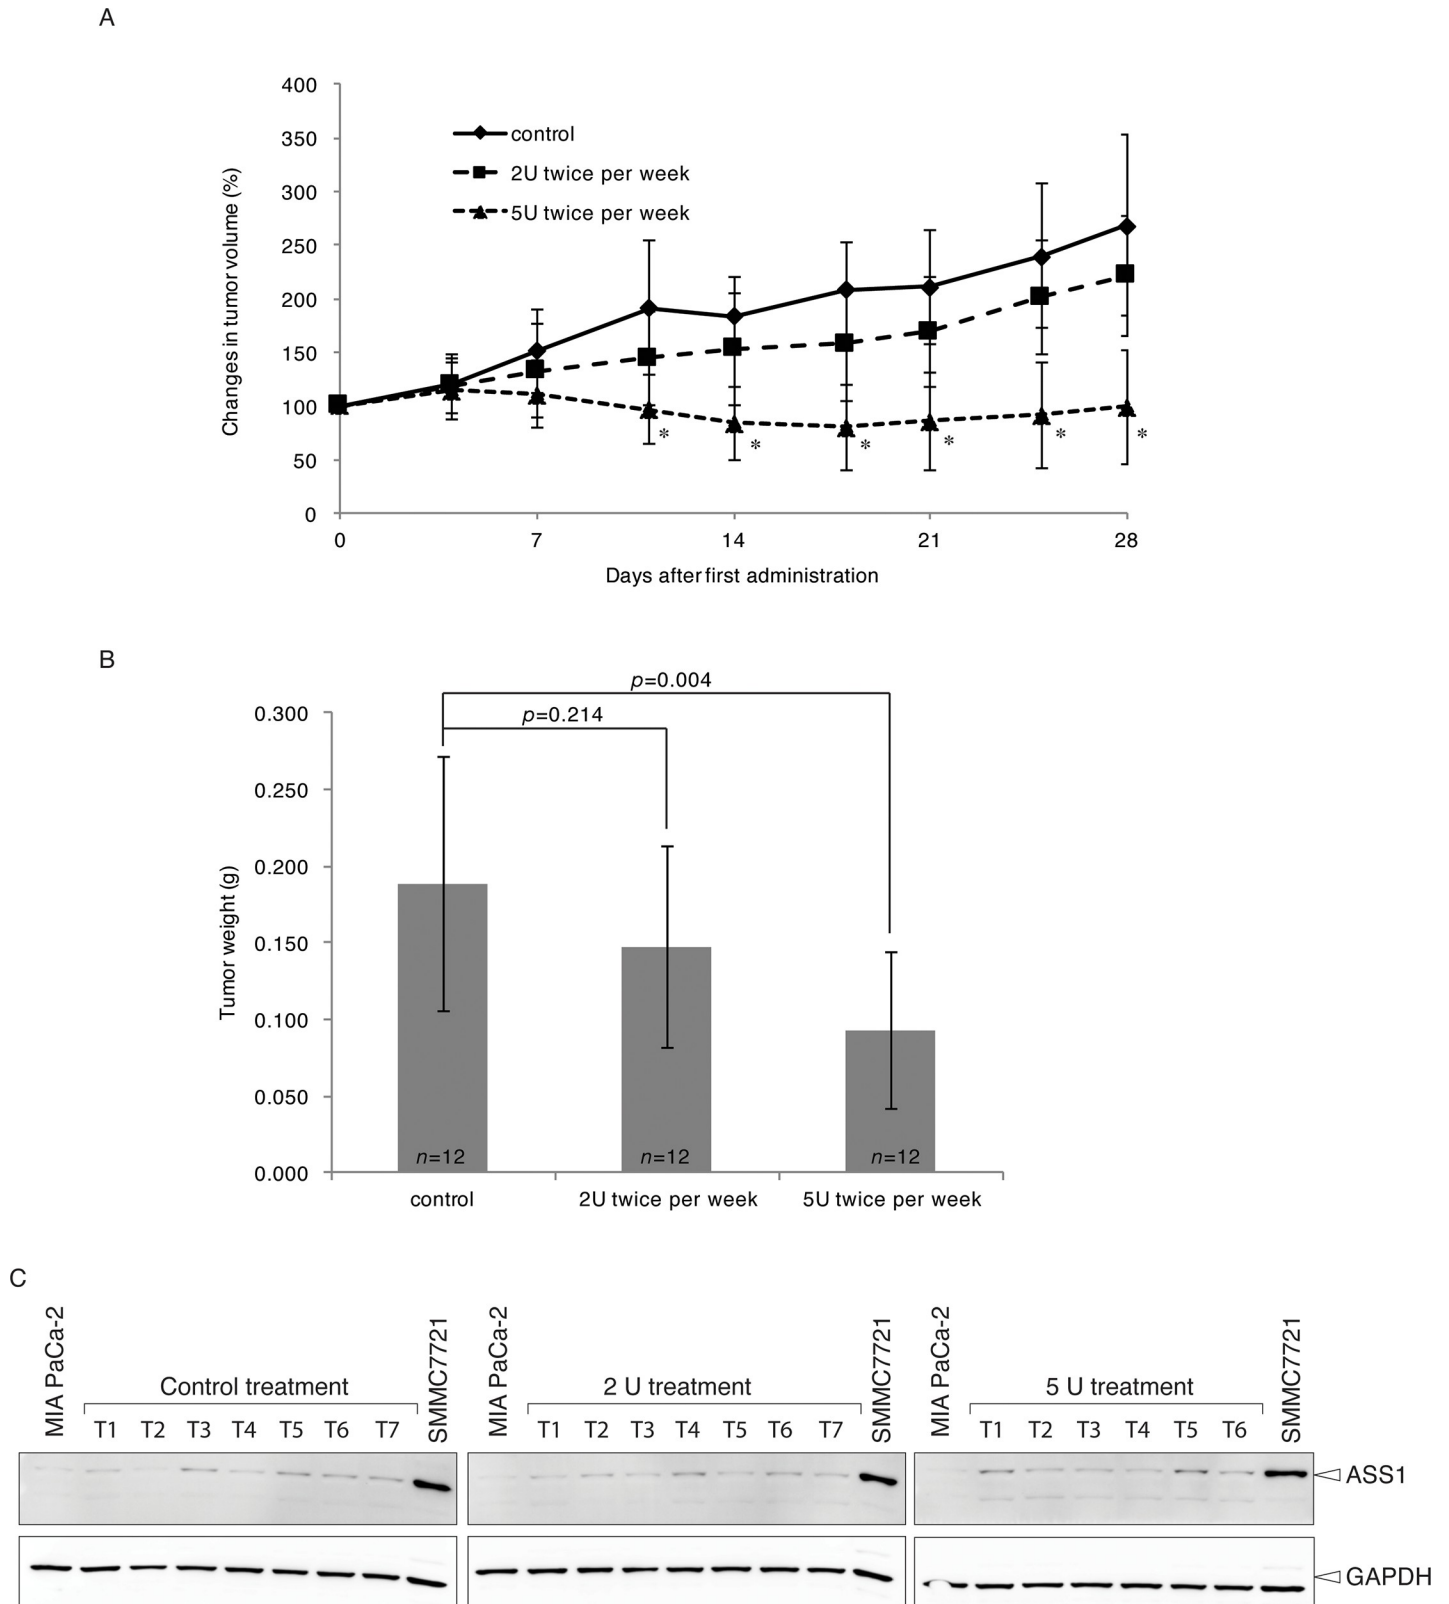 A
400
350
300
250
200
150
100
50
0
Changes in tumor volume (%)
control
2U twice per week
5U twice per week
*
*
*
*
*
*
0 7 14 21 28
Days after first administration
B
p=0.004
p=0.214
0.300
0.250
0.200
0.150
0.100
0.050
0.000
Tumor weight (g)
n=12 n=12 n=12
control 2U twice per week 5U twice per week
C
MIA PaCa-2
Control treatment
T1 T2 T3 T4 T5 T6 T7
SMMC7721
MIA PaCa-2
2 U treatment
T1 T2 T3 T4 T5 T6 T7
SMMC7721
MIA PaCa-2
5 U treatment
T1 T2 T3 T4 T5 T6
SMMC7721
ASS1
GAPDH